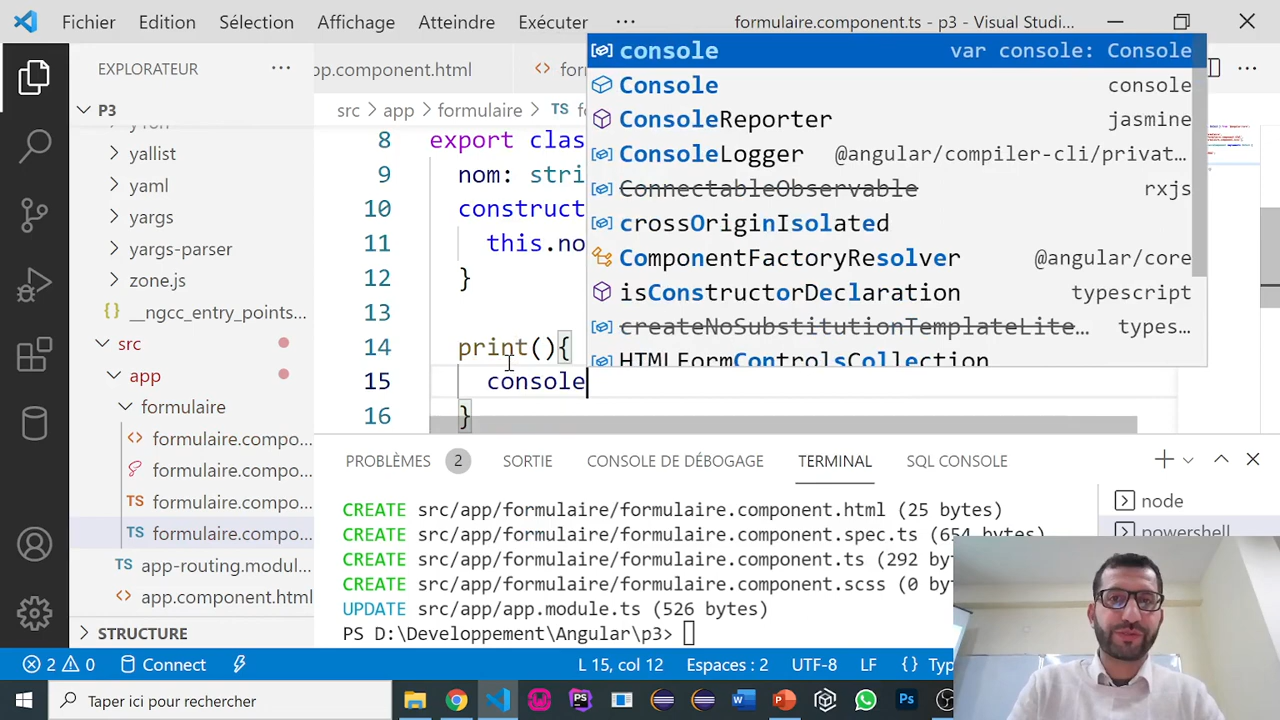 Fichier Edition Sélection Affichage Atteindre Exécuter ··· formulaire.component.ts - p3 - Visual Studi...
EXPLORATEUR ···
P3
yallist
yaml
yargs
yargs-parser
zone.js
__ngcc_entry_points...
src
app
formulaire
formulaire.compo...
formulaire.compo...
formulaire.compo...
formulaire.compo...
app-routing.modul...
app.component.html
STRUCTURE
pp.component.html
src > app > formulaire >
8 export clas
9 nom: stri
10 construct
11 this.no
12 }
13
14 print(){
15 console
16 }
console var console: Console
Console console
ConsoleReporter jasmine
ConsoleLogger @angular/compiler-cli/privat...
ConnectableObservable rxjs
crossOriginIsolated
ComponentFactoryResolver @angular/core
isConstructorDeclaration typescript
createNoSubstitutionTemplateLite... types...
HTMLFormControlsCollection
PROBLÈMES 2 SORTIE CONSOLE DE DÉBOGAGE TERMINAL SQL CONSOLE
CREATE src/app/formulaire/formulaire.component.html (25 bytes)
CREATE src/app/formulaire/formulaire.component.spec.ts (654 bytes)
CREATE src/app/formulaire/formulaire.component.ts (292 by
CREATE src/app/formulaire/formulaire.component.scss (0 by
UPDATE src/app/app.module.ts (526 bytes)
PS D:\Developpement\Angular\p3>
node
powershell
2 0 Connect L 15, col 12 Espaces : 2 UTF-8 LF {} Typ
Taper ici pour rechercher